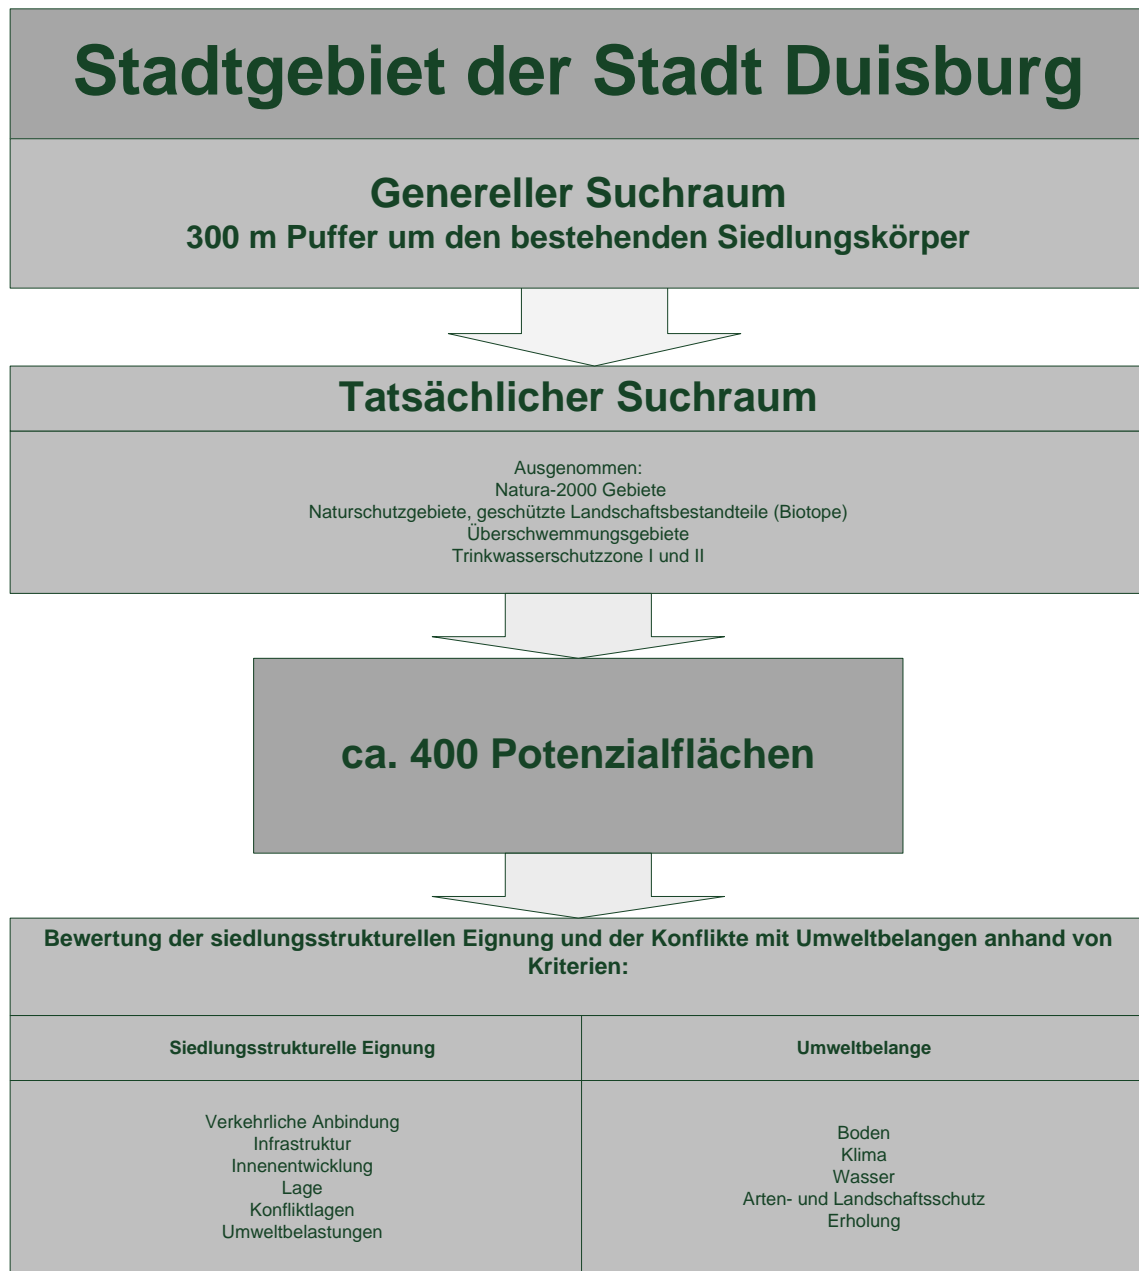 Stadtgebiet der Stadt Duisburg
Genereller Suchraum
300 m Puffer um den bestehenden Siedlungskörper
Tatsächlicher Suchraum
Ausgenommen:
Natura-2000 Gebiete
Naturschutzgebiete, geschützte Landschaftsbestandteile (Biotope)
Überschwemmungsgebiete
Trinkwasserschutzzone I und II
ca. 400 Potenzialflächen
Bewertung der siedlungsstrukturellen Eignung und der Konflikte mit Umweltbelangen anhand von
Kriterien:
Siedlungsstrukturelle Eignung
Umweltbelange
Verkehrliche Anbindung
Infrastruktur
Innenentwicklung
Lage
Konfliktlagen
Umweltbelastungen
Boden
Klima
Wasser
Arten- und Landschaftsschutz
Erholung